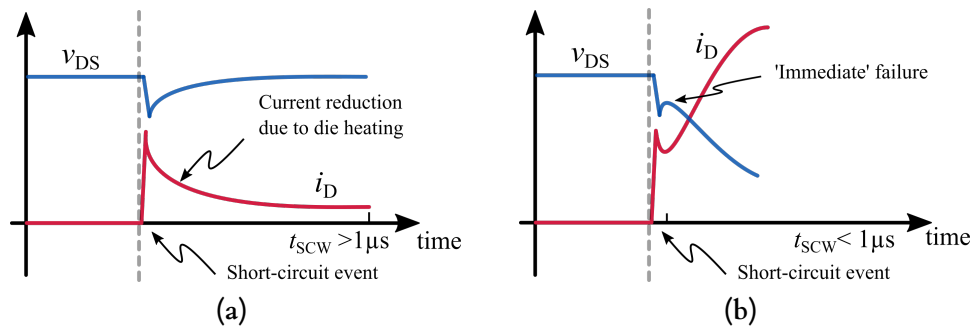 vDS
Current reduction
due to die heating
iD
tSCW >1µs
time
Short-circuit event
(a)
vDS
iD
'Immediate' failure
tSCW< 1µs
time
Short-circuit event
(b)